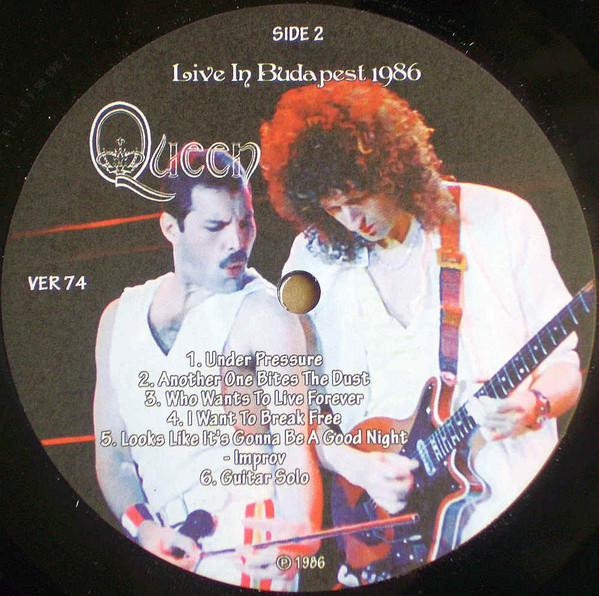 SIDE 2
Live In Budapest 1986
Queen
VER 74
1. Under Pressure
2. Another One Bites The Dust
3. Who Wants To Live Forever
4. I Want To Break Free
5. Looks Like It's Gonna Be A Good Night
- Improv
6. Guitar Solo
℗ 1986